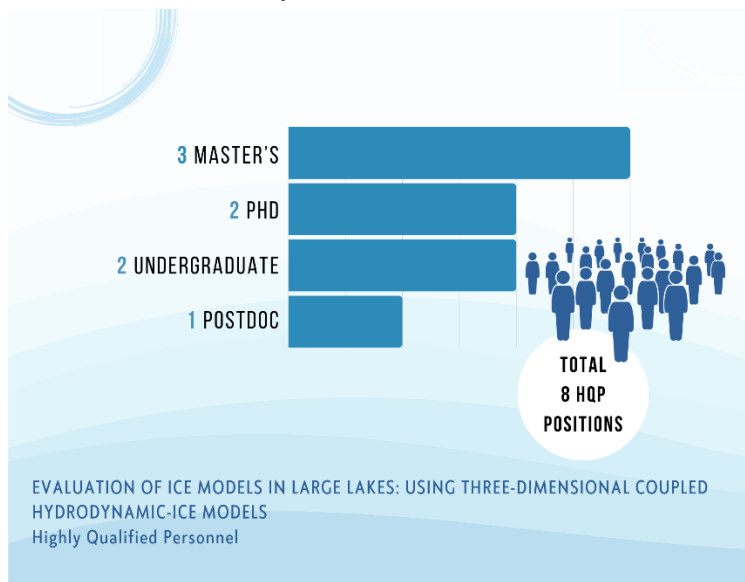 3 MASTER'S
2 PHD
2 UNDERGRADUATE
1 POSTDOC
TOTAL
8 HQP
POSITIONS
EVALUATION OF ICE MODELS IN LARGE LAKES: USING THREE-DIMENSIONAL COUPLED
HYDRODYNAMIC-ICE MODELS
Highly Qualified Personnel